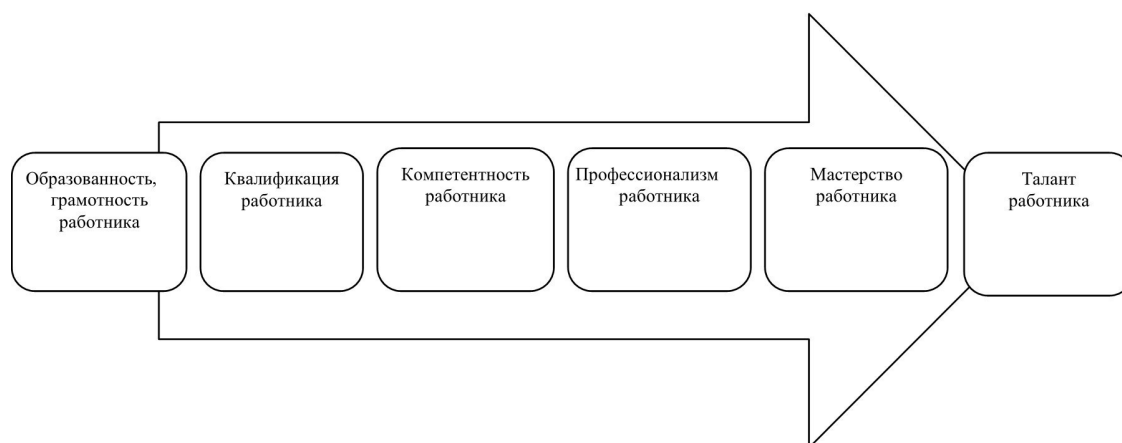 Образованность,
грамотность
работника
Квалификация
работника
Компетентность
работника
Профессионализм
работника
Мастерство
работника
Талант
работника